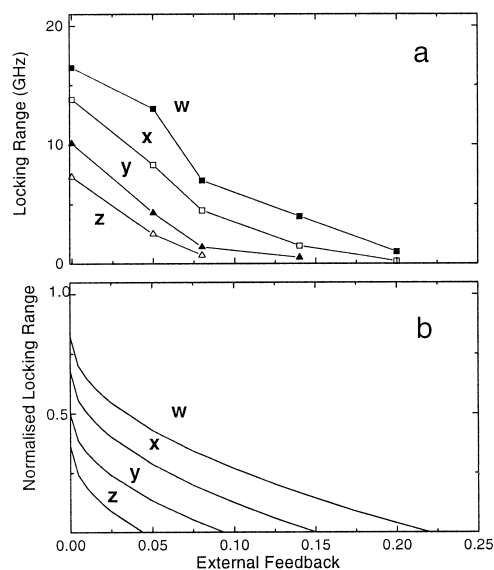 20
a
w
Locking Range (GHz)
x
10
y
z
0
1.0
b
Normalised Locking Range
w
0.5
x
y
z
0.00 0.05 0.10 0.15 0.20 0.25
External Feedback